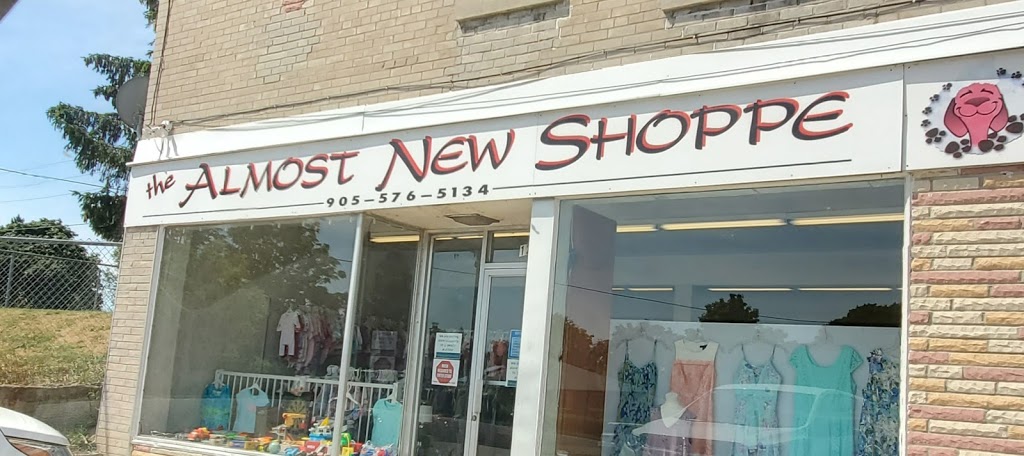 the ALMOST NEW SHOPPE
905-576-5134